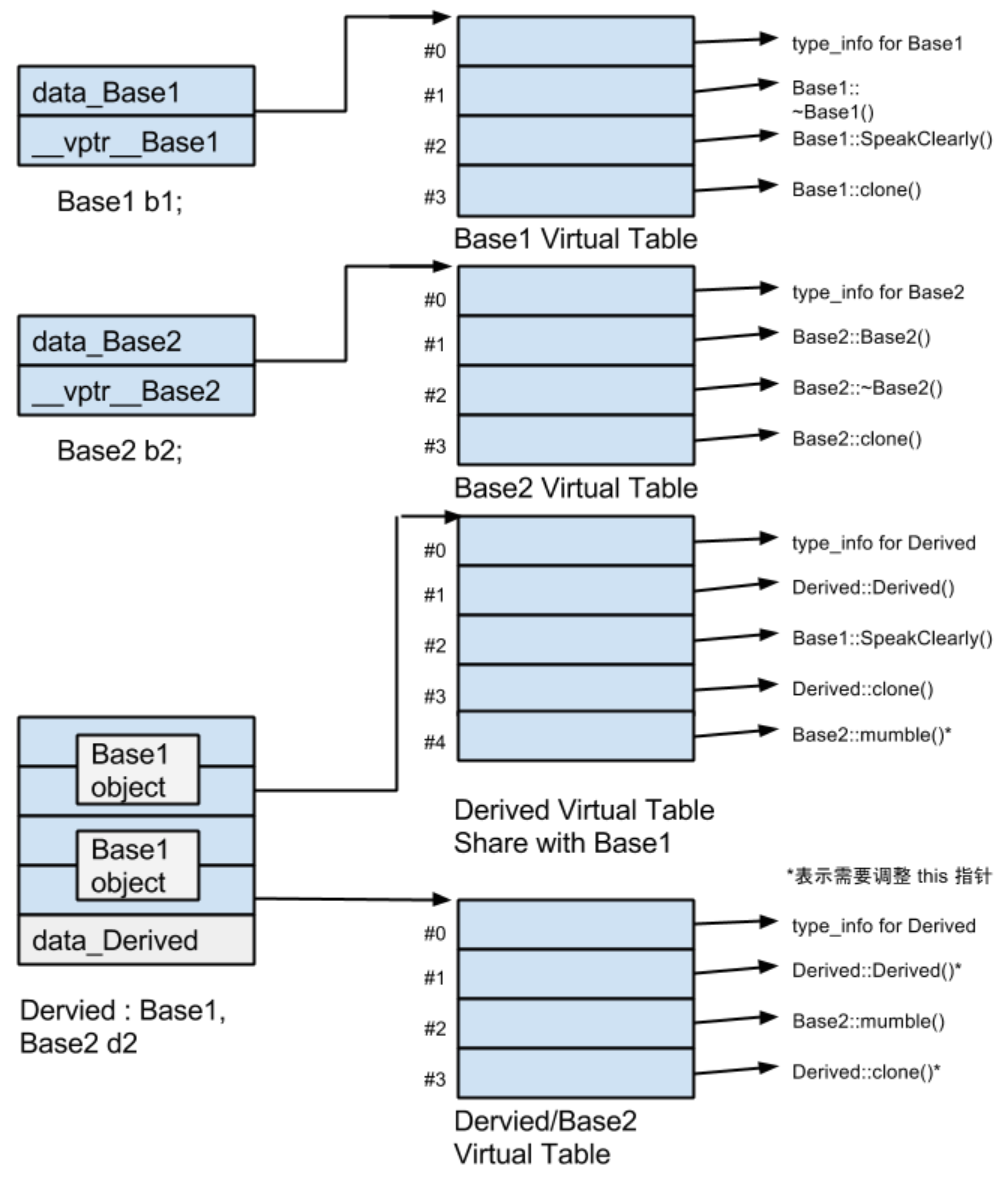 data_Base1
__vptr__Base1
Base1 b1;
#0
type_info for Base1
#1
Base1::
~Base1()
#2
Base1::SpeakClearly()
#3
Base1::clone()
Base1 Virtual Table
data_Base2
__vptr__Base2
Base2 b2;
#0
type_info for Base2
#1
Base2::Base2()
#2
Base2::~Base2()
#3
Base2::clone()
Base2 Virtual Table
#0
type_info for Derived
#1
Derived::Derived()
#2
Base1::SpeakClearly()
#3
Derived::clone()
#4
Base2::mumble()*
Derived Virtual Table
Share with Base1
Base1
object
Base1
object
data_Derived
Dervied : Base1,
Base2 d2
*表示需要调整 this 指针
#0
type_info for Derived
#1
Derived::Derived()*
#2
Base2::mumble()
#3
Derived::clone()*
Dervied/Base2
Virtual Table